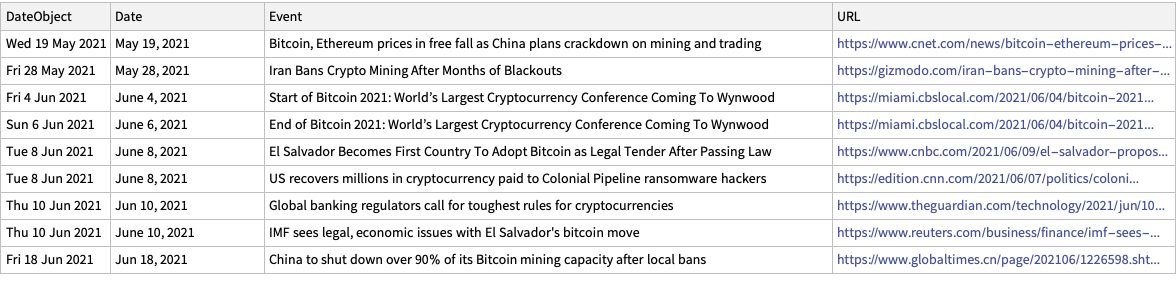 DateObject Date Event URL
Wed 19 May 2021 May 19, 2021 Bitcoin, Ethereum prices in free fall as China plans crackdown on mining and trading https://www.cnet.com/news/bitcoin-ethereum-prices-...
Fri 28 May 2021 May 28, 2021 Iran Bans Crypto Mining After Months of Blackouts https://gizmodo.com/iran-bans-crypto-mining-after-...
Fri 4 Jun 2021 June 4, 2021 Start of Bitcoin 2021: World’s Largest Cryptocurrency Conference Coming To Wynwood https://miami.cbslocal.com/2021/06/04/bitcoin-2021...
Sun 6 Jun 2021 June 6, 2021 End of Bitcoin 2021: World’s Largest Cryptocurrency Conference Coming To Wynwood https://miami.cbslocal.com/2021/06/04/bitcoin-2021...
Tue 8 Jun 2021 June 8, 2021 El Salvador Becomes First Country To Adopt Bitcoin as Legal Tender After Passing Law https://www.cnbc.com/2021/06/09/el-salvador-propos...
Tue 8 Jun 2021 June 8, 2021 US recovers millions in cryptocurrency paid to Colonial Pipeline ransomware hackers https://edition.cnn.com/2021/06/07/politics/coloni...
Thu 10 Jun 2021 Jun 10, 2021 Global banking regulators call for toughest rules for cryptocurrencies https://www.theguardian.com/technology/2021/jun/10...
Thu 10 Jun 2021 June 10, 2021 IMF sees legal, economic issues with El Salvador's bitcoin move https://www.reuters.com/business/finance/imf-sees-...
Fri 18 Jun 2021 Jun 18, 2021 China to shut down over 90% of its Bitcoin mining capacity after local bans https://www.globaltimes.cn/page/202106/1226598.sht...